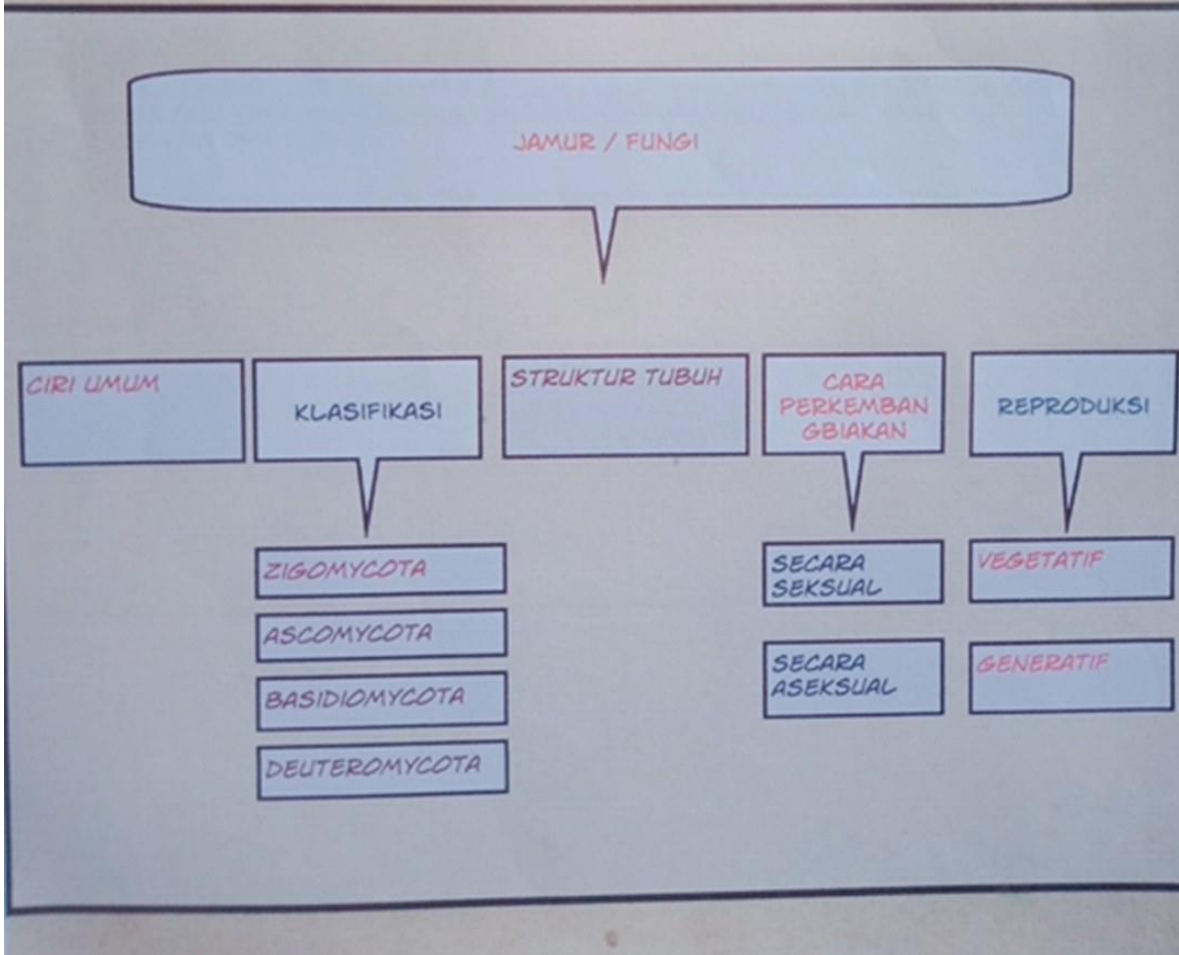 JAMUR / FUNGI
CIRI UMUM
KLASIFIKASI
STRUKTUR TUBUH
CARA
PERKEMBAN
GBIAKAN
REPRODUKSI
ZIGOMYCOTA
ASCOMYCOTA
BASIDIOMYCOTA
DEUTEROMYCOTA
SECARA
SEKSUAL
SECARA
ASEKSUAL
VEGETATIF
GENERATIF